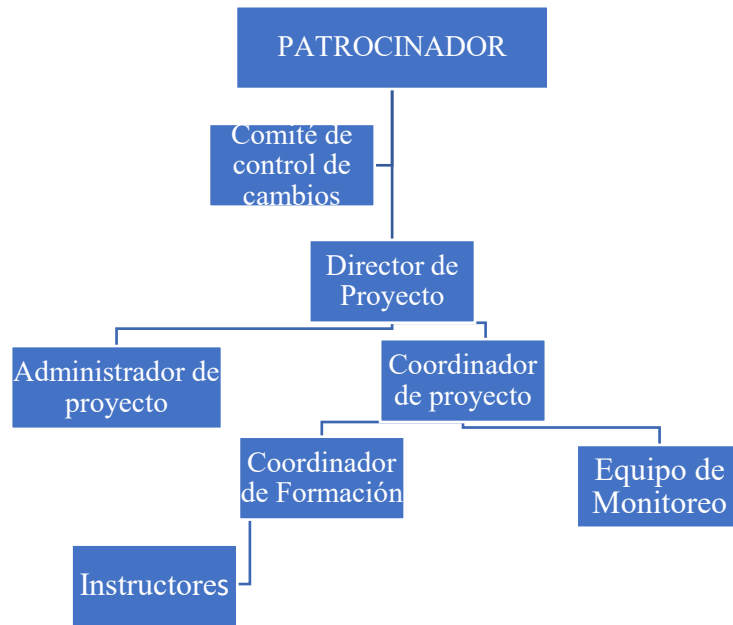 PATROCINADOR
Comité de
control de
cambios
Director de
Proyecto
Administrador de
proyecto
Coordinador
de proyecto
Coordinador
de Formación
Equipo de
Monitoreo
Instructores